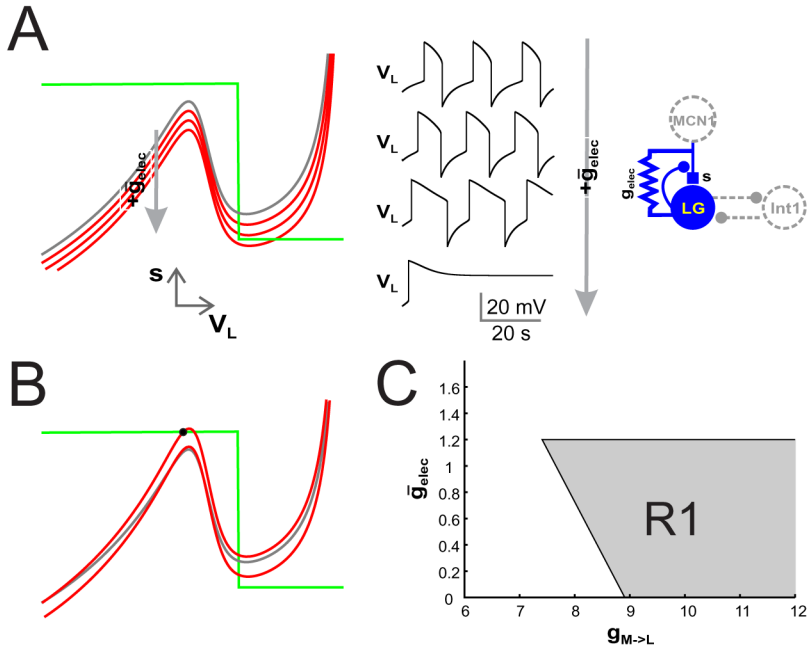 A
+ḡelec
s
VL
VL
VL
VL
VL
20 mV
20 s
+ḡelec
MCN1
gelec
s
LG
Int1
B
C
ḡelec
1.6
1.4
1.2
1
0.8
0.6
0.4
0.2
0
R1
6 7 8 9 10 11 12
gM->L